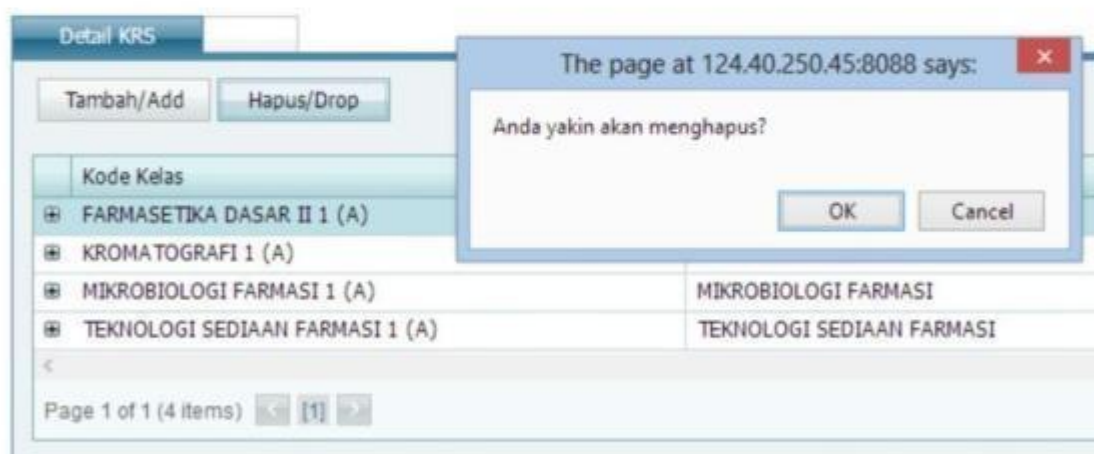 Detail KRS
The page at 124.40.250.45:8088 says:
Tambah/Add Hapus/Drop
Anda yakin akan menghapus?
OK Cancel
Kode Kelas
FARMASETIKA DASAR II 1 (A)
KROMATOGRAFI 1 (A)
MIKROBIOLOGI FARMASI 1 (A) MIKROBIOLOGI FARMASI
TEKNOLOGI SEDIAAN FARMASI 1 (A) TEKNOLOGI SEDIAAN FARMASI
Page 1 of 1 (4 items) < [1] >